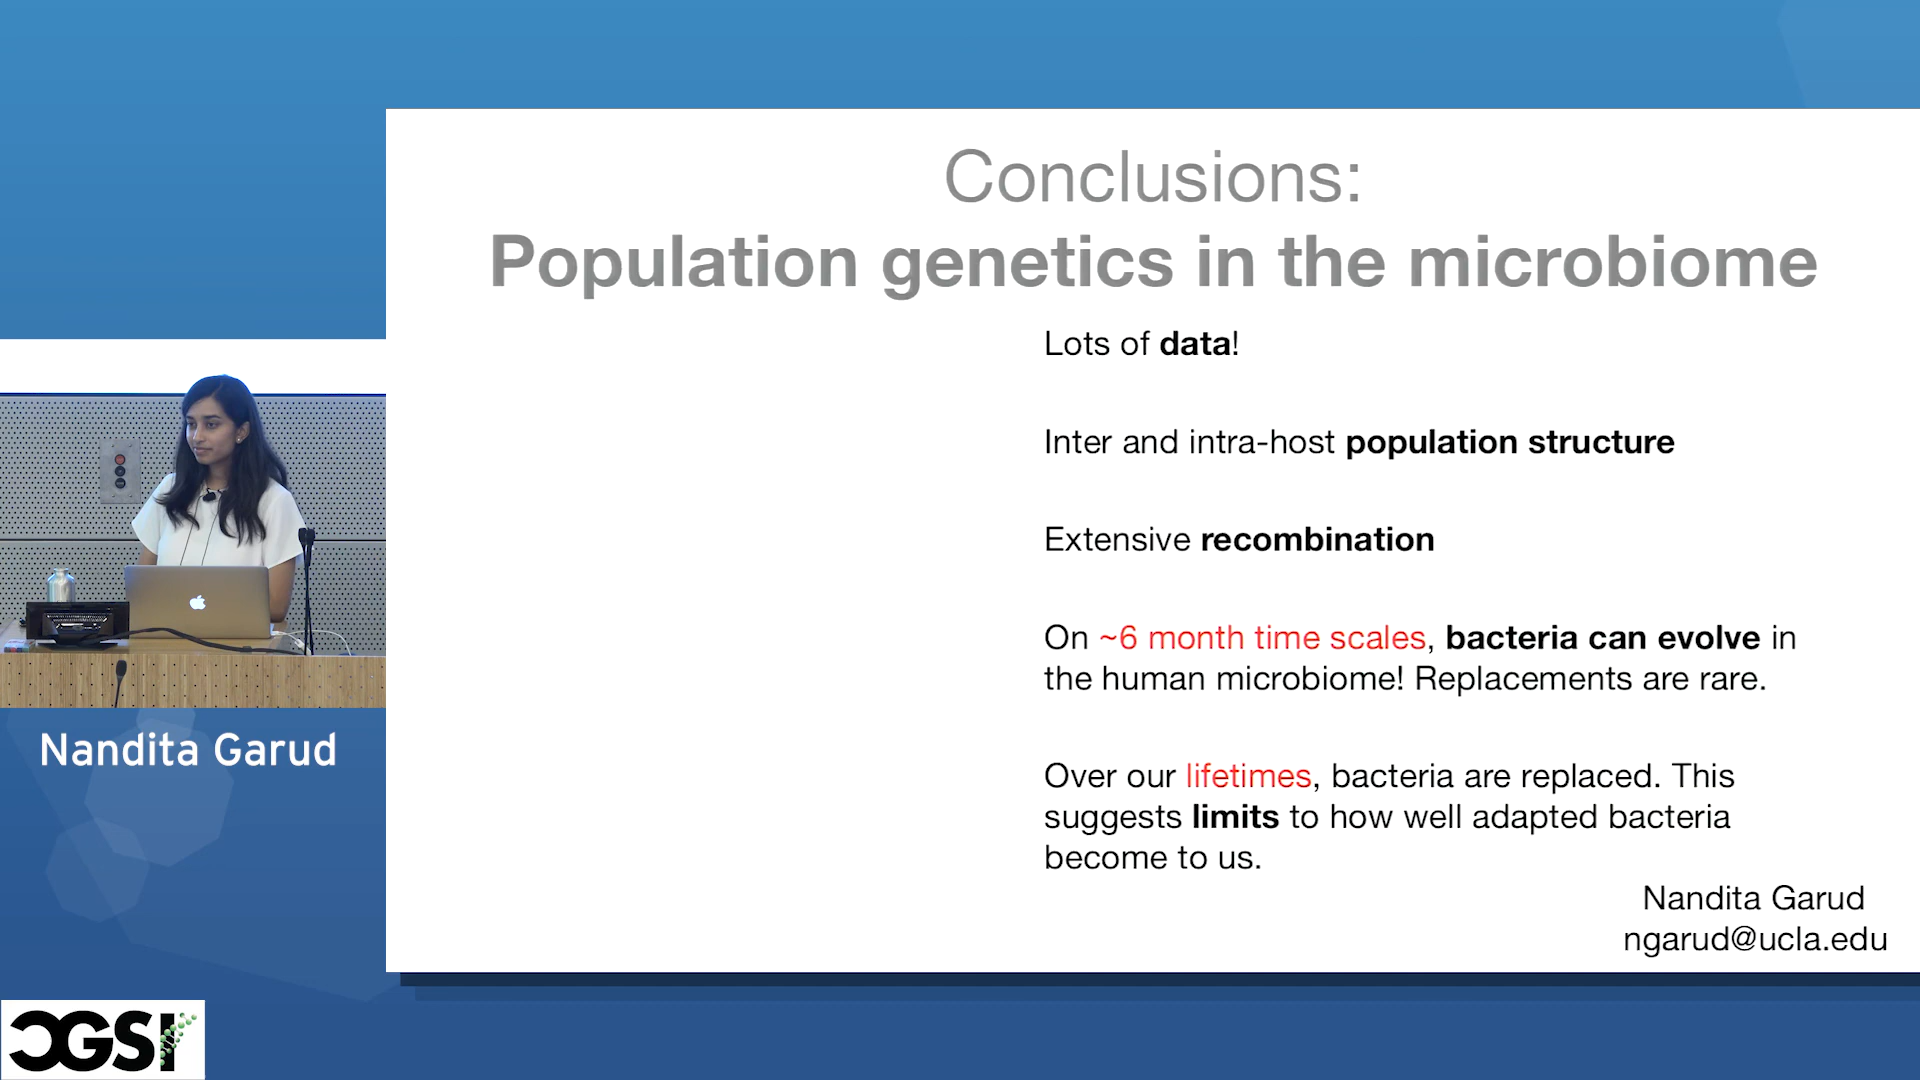 Conclusions:
Population genetics in the microbiome
Lots of data!
Inter and intra-host population structure
Extensive recombination
On ~6 month time scales, bacteria can evolve in
the human microbiome! Replacements are rare.
Over our lifetimes, bacteria are replaced. This
suggests limits to how well adapted bacteria
become to us.
Nandita Garud
ngarud@ucla.edu
Nandita Garud
CGSI